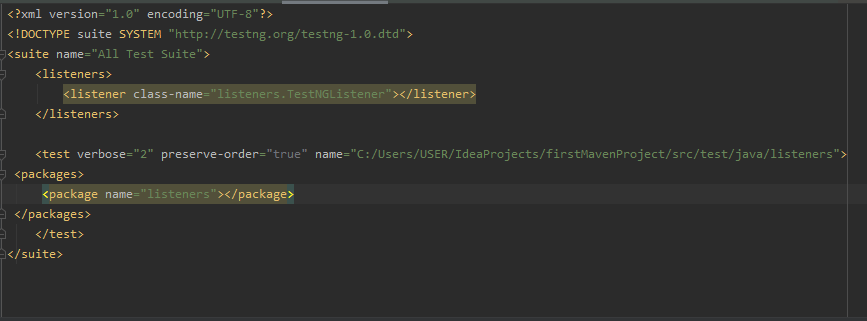 <?xml version="1.0" encoding="UTF-8"?>
<!DOCTYPE suite SYSTEM "http://testng.org/testng-1.0.dtd">
<suite name="All Test Suite">
<listeners>
<listener class-name="listeners.TestNGListener"></listener>
</listeners>
<test verbose="2" preserve-order="true" name="C:/Users/USER/IdeaProjects/firstMavenProject/src/test/java/listeners">
<packages>
<package name="listeners"></package>
</packages>
</test>
</suite>